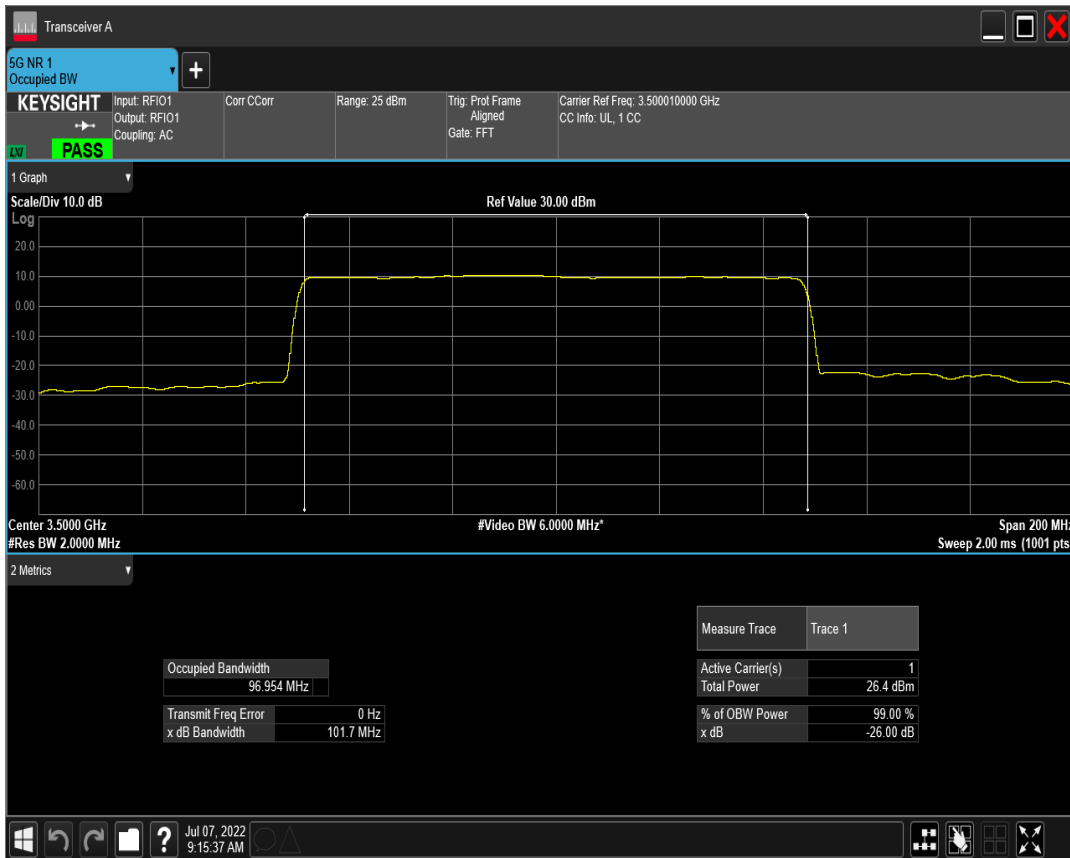 Transceiver A
5G NR 1
Occupied BW
+
KEYSIGHT
LXI
PASS
Input: RFIO1
Output: RFIO1
Coupling: AC
Corr CCorr
Range: 25 dBm
Trig: Prot Frame
Aligned
Gate: FFT
Carrier Ref Freq: 3.500010000 GHz
CC Info: UL, 1 CC
1 Graph
Scale/Div 10.0 dB
Ref Value 30.00 dBm
Log
20.0
10.0
0.00
-10.0
-20.0
-30.0
-40.0
-50.0
-60.0
Center 3.5000 GHz
#Video BW 6.0000 MHz*
Span 200 MHz
#Res BW 2.0000 MHz
Sweep 2.00 ms (1001 pts
2 Metrics
Measure Trace Trace 1
Occupied Bandwidth
96.954 MHz
Active Carrier(s) 1
Total Power 26.4 dBm
Transmit Freq Error 0 Hz
x dB Bandwidth 101.7 MHz
% of OBW Power 99.00 %
x dB -26.00 dB
?
Jul 07, 2022
9:15:37 AM